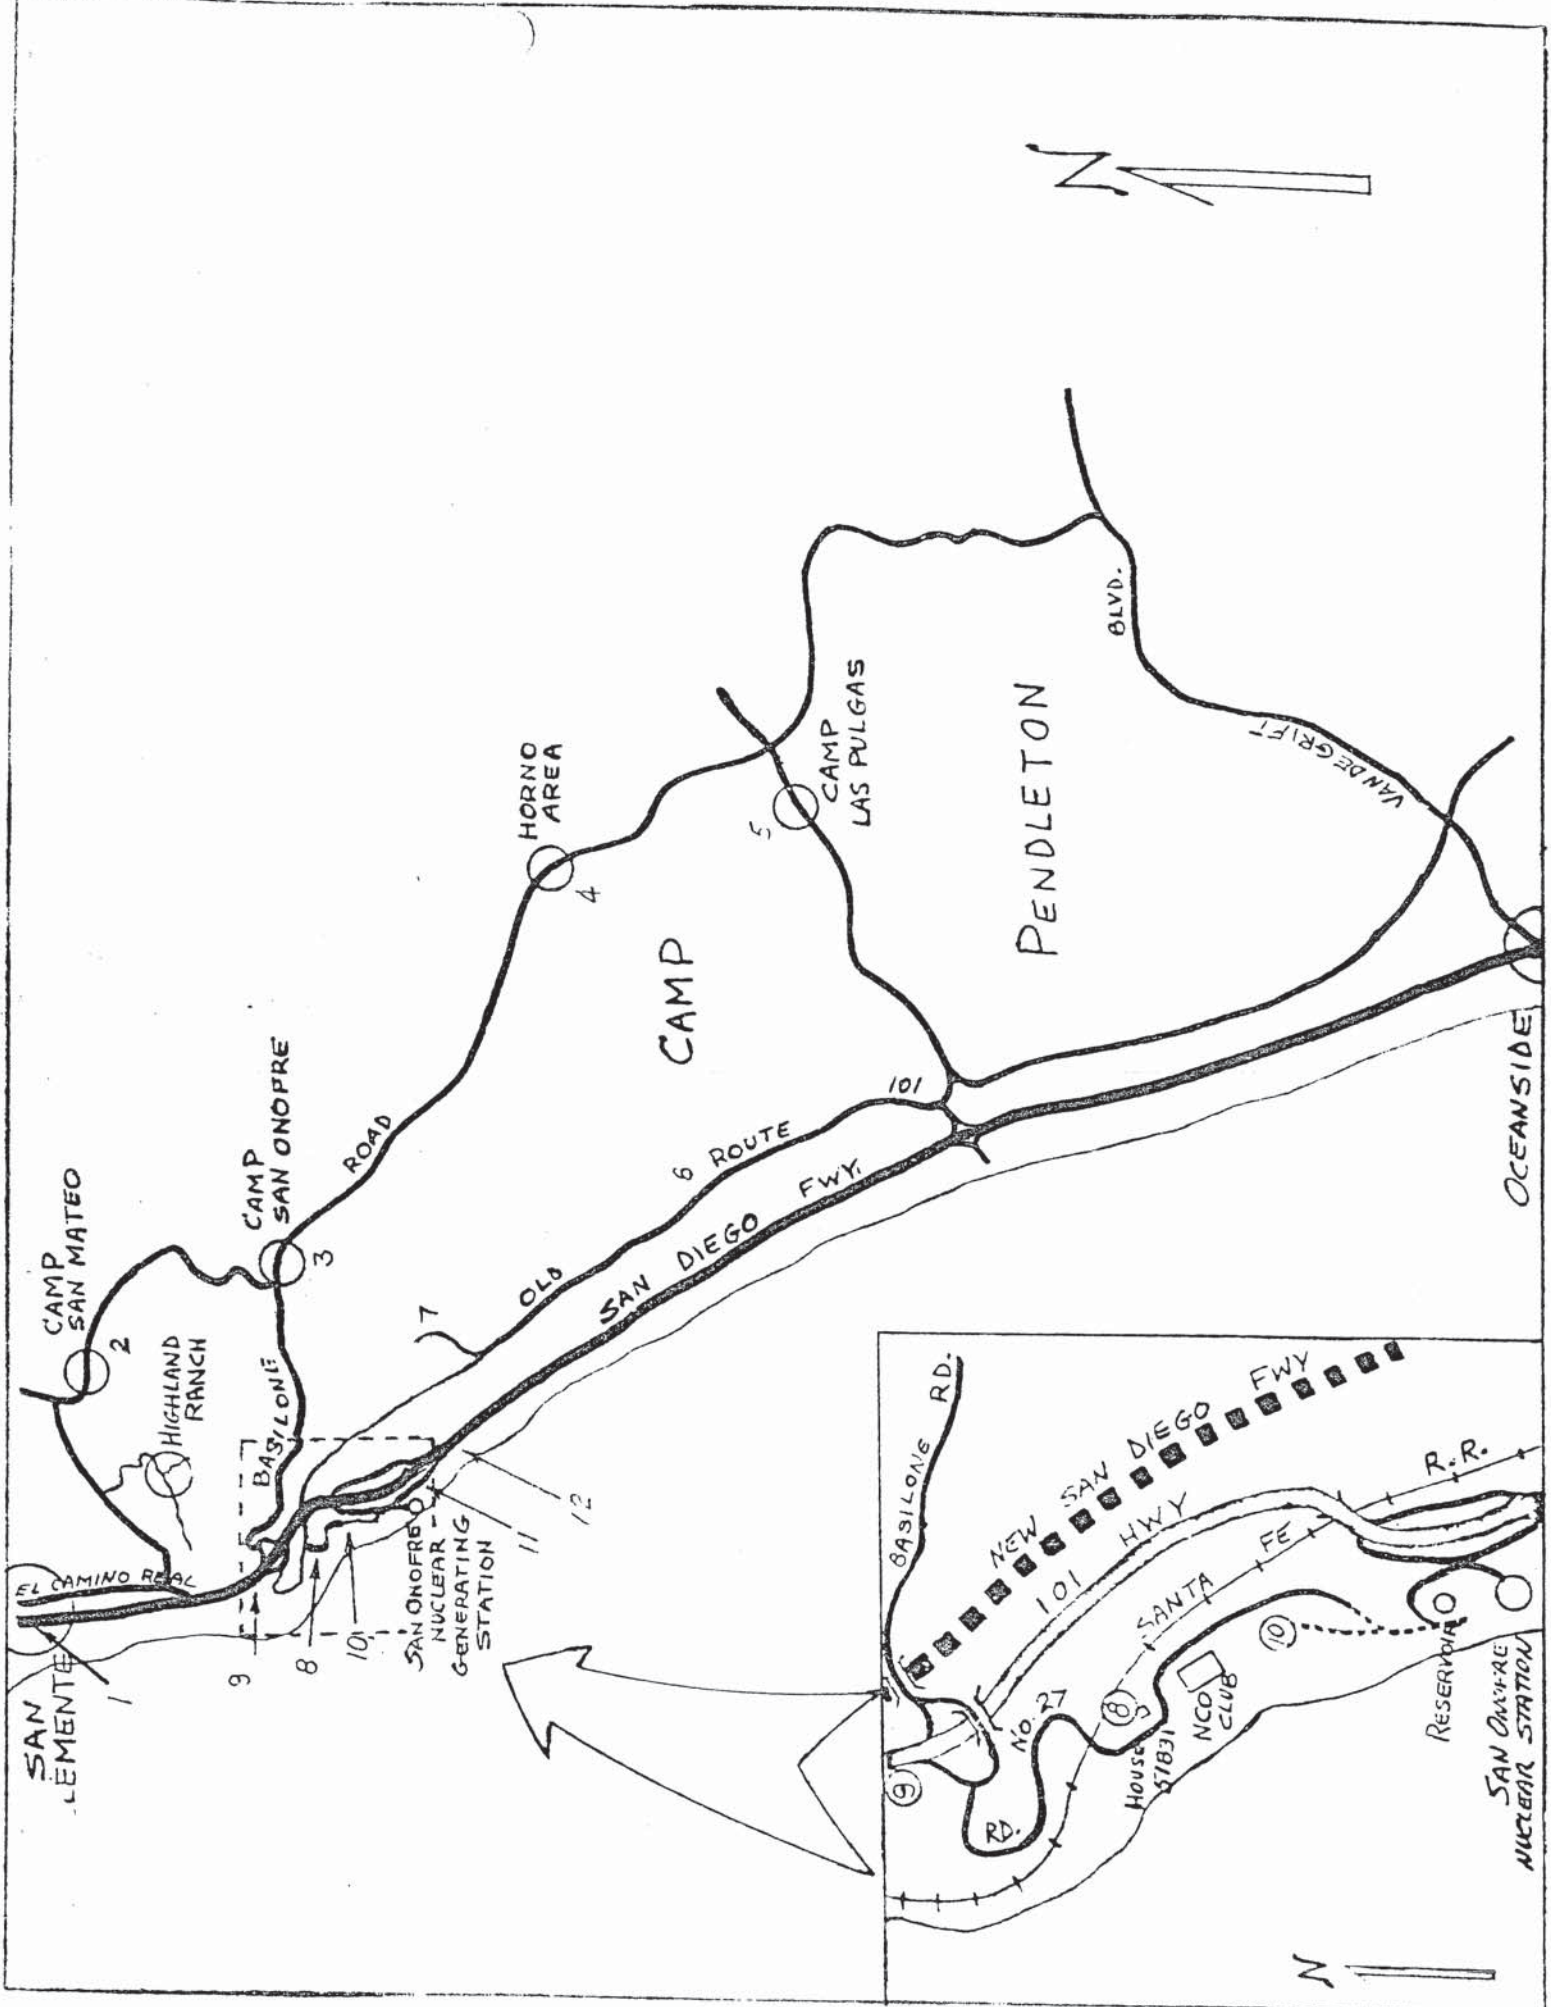 N
SAN
LEMENTE
1
EL CAMINO REAL
CAMP
SAN MATEO
2
HIGHLAND
RANCH
CAMP
SAN ONOFRE
3
BASILONE
ROAD
HORNO
AREA
4
CAMP
LAS PULGAS
5
CAMP
PENDLETON
BLVD.
VANDEGRIFT
OLD
6 ROUTE
101
SAN DIEGO FWY.
7
9
8
10
SAN ONOFRE
NUCLEAR
GENERATING
STATION
11
12
OCEANSIDE
BASILONE RD.
NEW SAN DIEGO FWY
101 HWY
SANTA FE R.R.
9
RD.
NO. 27
8
HOUSE
51831
NCO
CLUB
10
RESERVOIR
SAN ONOFRE
NUCLEAR STATION
N